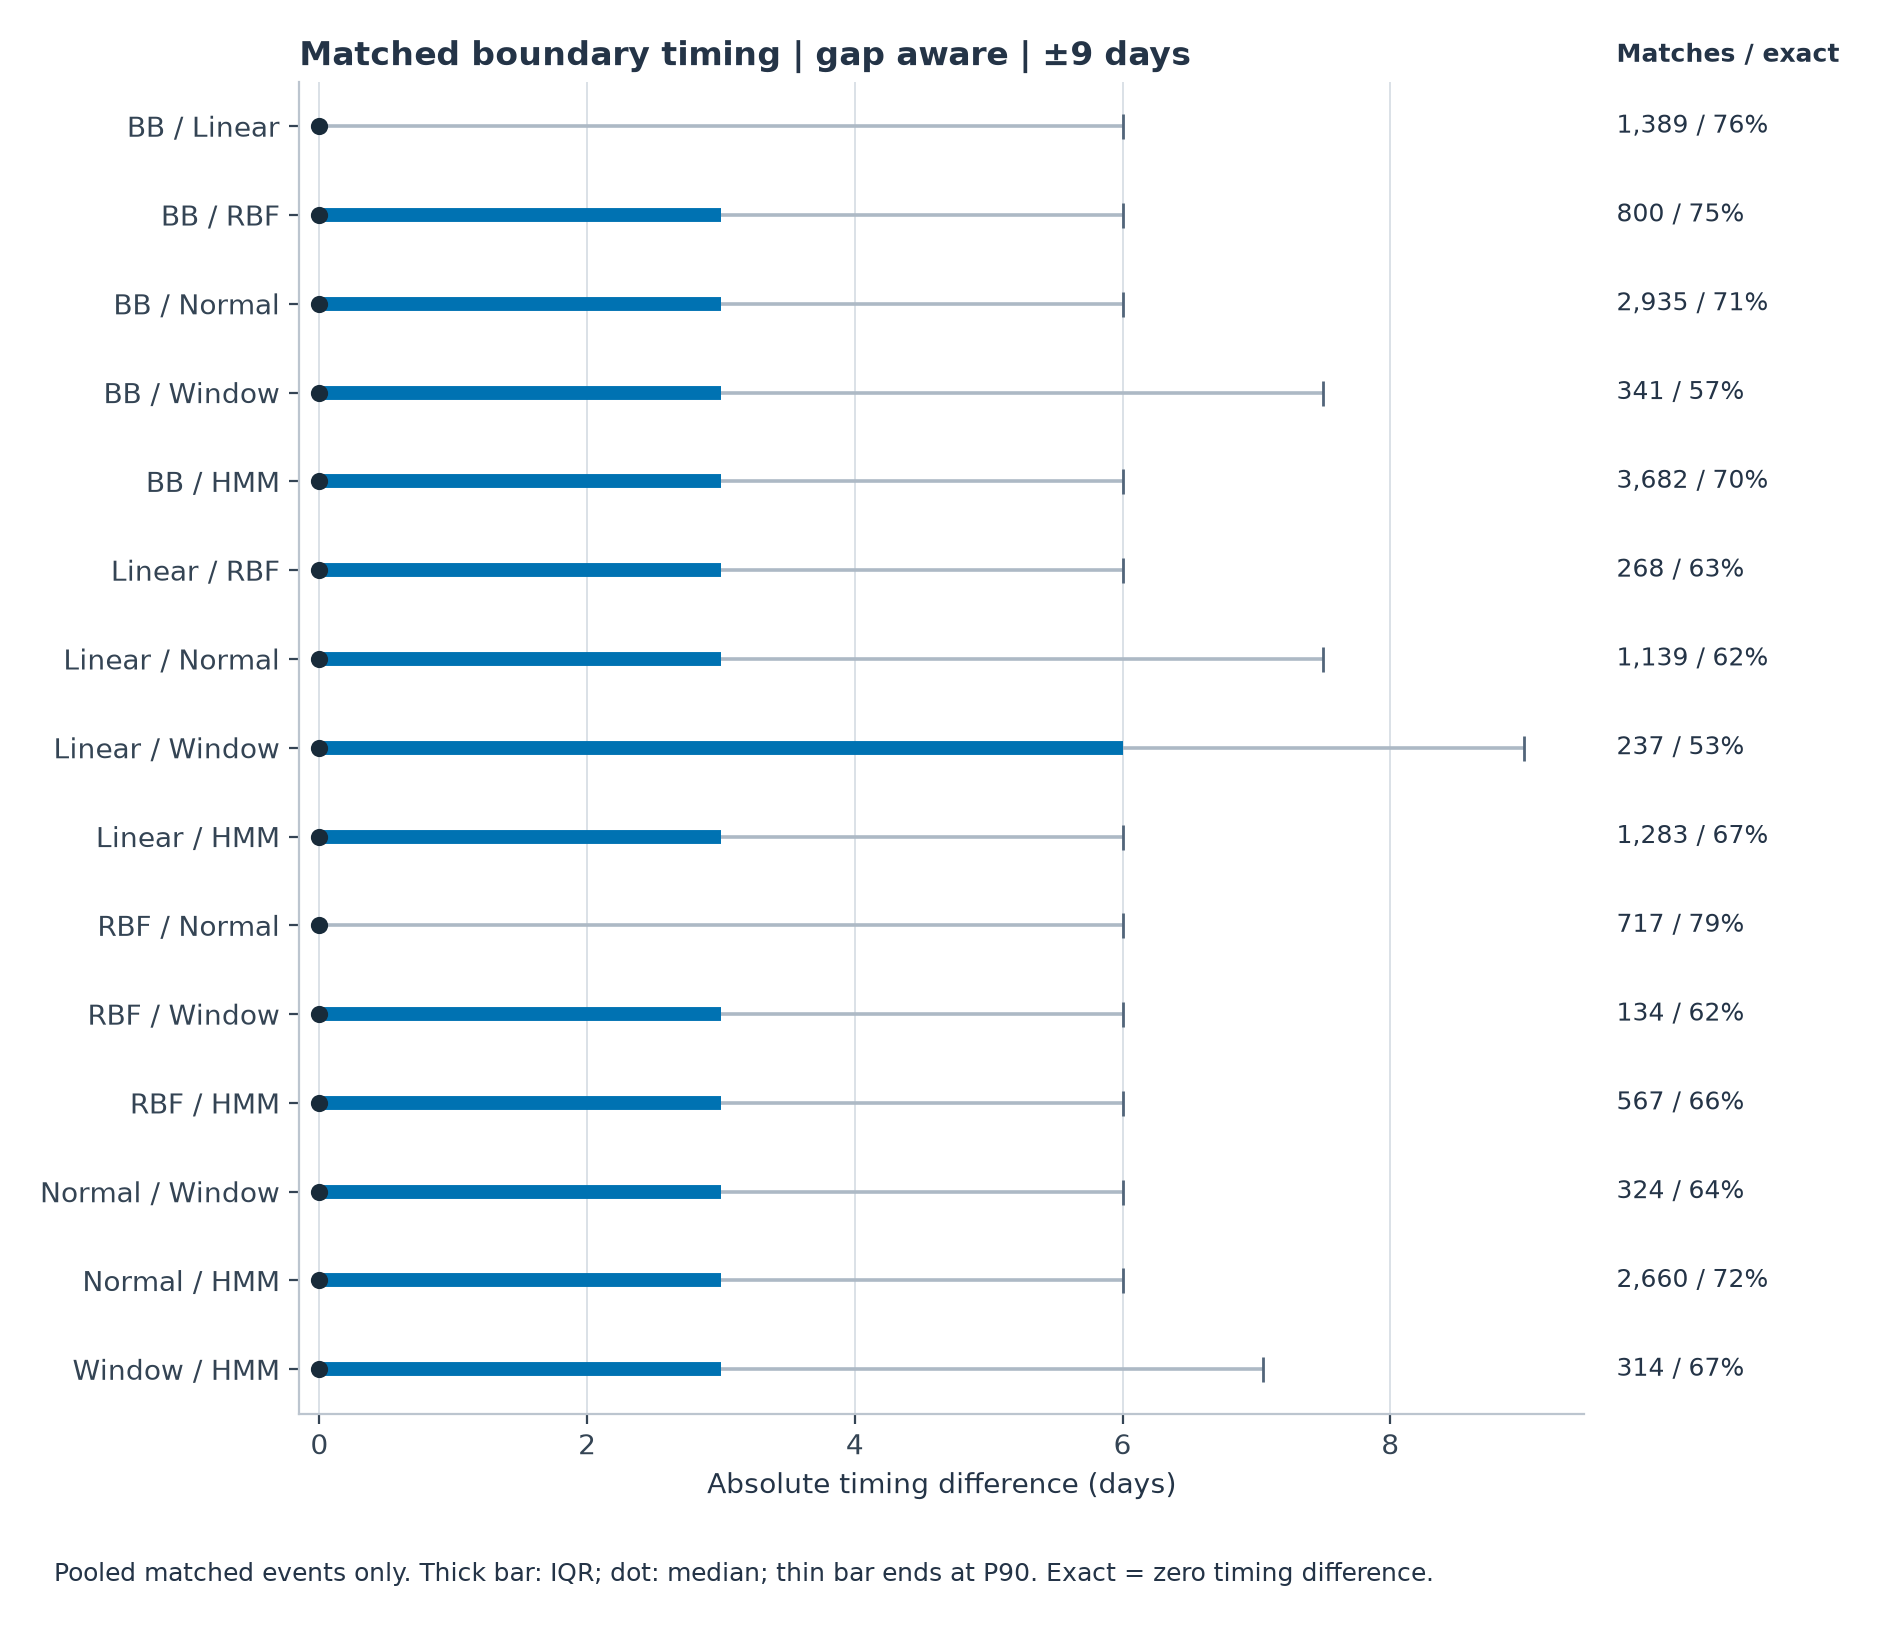 Matched boundary timing | gap aware | ±9 days
Matches / exact
BB / Linear 1,389 / 76%
BB / RBF 800 / 75%
BB / Normal 2,935 / 71%
BB / Window 341 / 57%
BB / HMM 3,682 / 70%
Linear / RBF 268 / 63%
Linear / Normal 1,139 / 62%
Linear / Window 237 / 53%
Linear / HMM 1,283 / 67%
RBF / Normal 717 / 79%
RBF / Window 134 / 62%
RBF / HMM 567 / 66%
Normal / Window 324 / 64%
Normal / HMM 2,660 / 72%
Window / HMM 314 / 67%
0 2 4 6 8
Absolute timing difference (days)
Pooled matched events only. Thick bar: IQR; dot: median; thin bar ends at P90. Exact = zero timing difference.